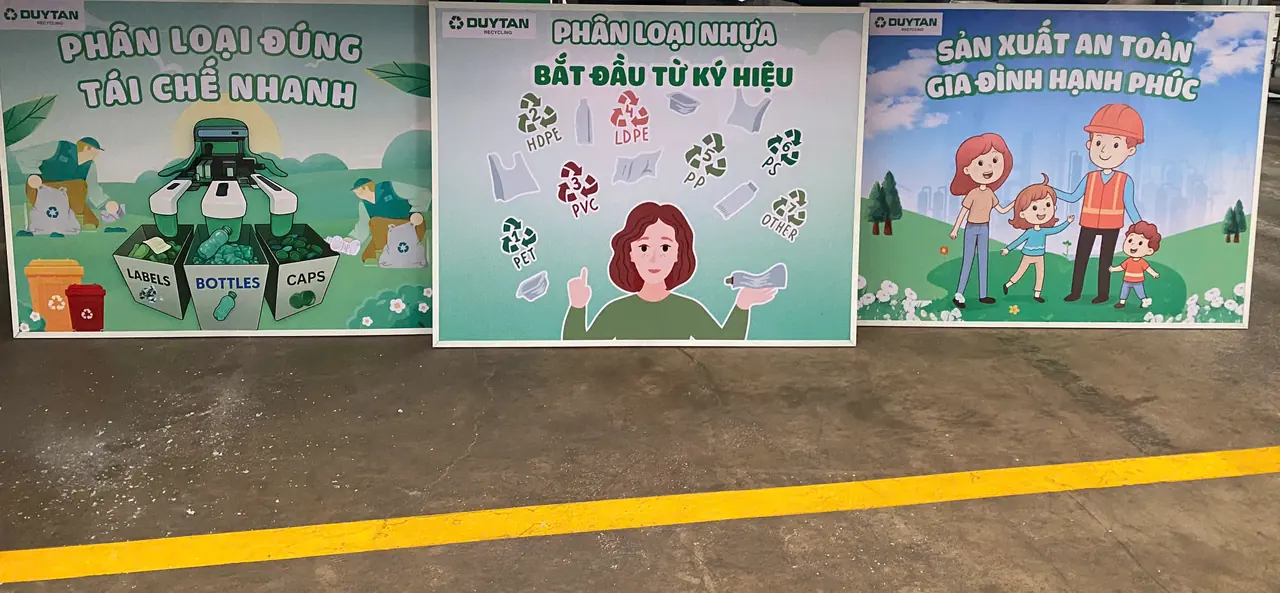 DUYTAN
RECYCLING
PHÂN LOẠI ĐÚNG
TÁI CHẾ NHANH
LABELS
BOTTLES
CAPS
DUYTAN
RECYCLING
PHÂN LOẠI NHỰA
BẮT ĐẦU TỪ KÝ HIỆU
2
HDPE
4
LDPE
5
PP
6
PS
3
PVC
7
OTHER
1
PET
DUYTAN
RECYCLING
SẢN XUẤT AN TOÀN
GIA ĐÌNH HẠNH PHÚC